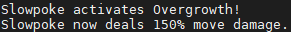 Slowpoke activates Overgrowth!
Slowpoke now deals 150% move damage.